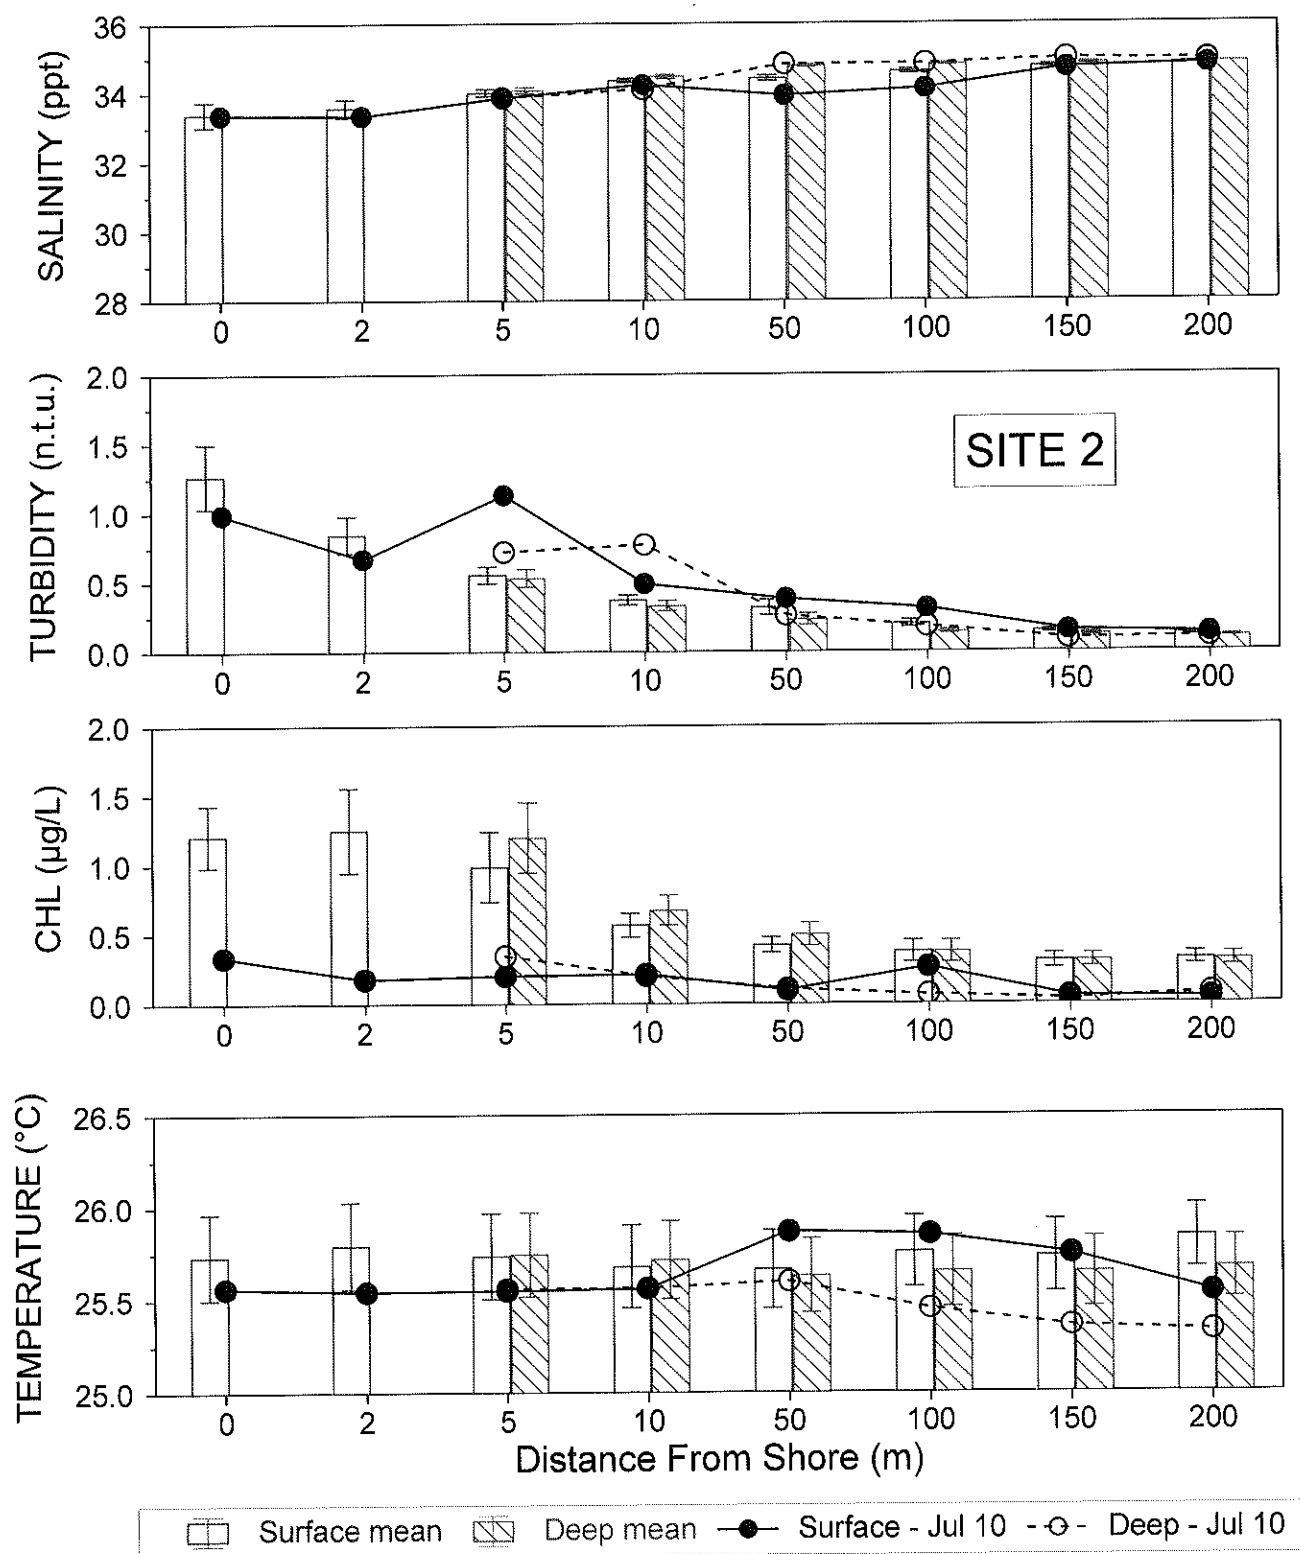 36
34
32
30
28
SALINITY (ppt)
0 2 5 10 50 100 150 200
2.0
1.5
1.0
0.5
0.0
TURBIDITY (n.t.u.)
SITE 2
0 2 5 10 50 100 150 200
2.0
1.5
1.0
0.5
0.0
CHL (µg/L)
0 2 5 10 50 100 150 200
26.5
26.0
25.5
25.0
TEMPERATURE (°C)
0 2 5 10 50 100 150 200
Distance From Shore (m)
Surface mean Deep mean Surface - Jul 10 Deep - Jul 10